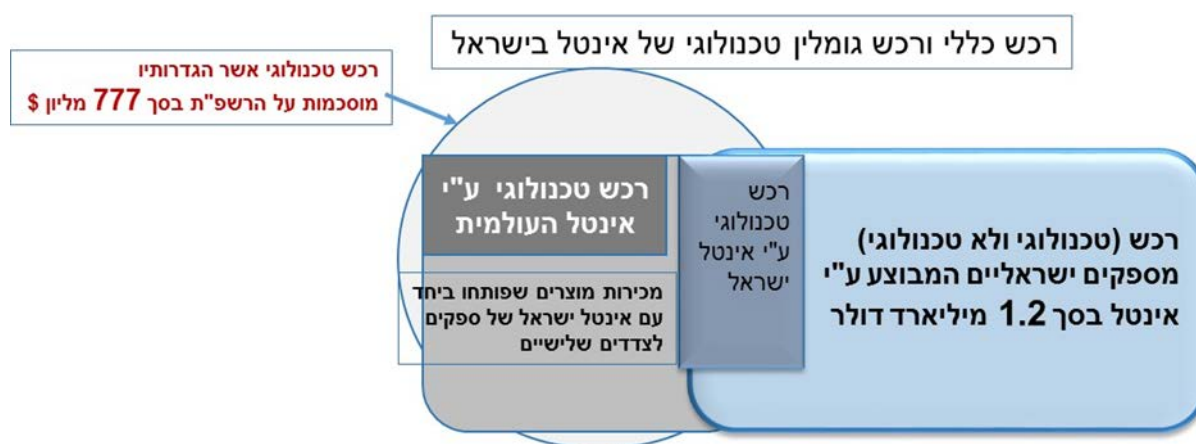 רכש כללי ורכש גומלין טכנולוגי של אינטל בישראל
רכש טכנולוגי אשר הגדרותיו
מוסכמות על הרשפ"ת בסך 777 מליון $
רכש (טכנולוגי ולא טכנולוגי)
מספקים ישראליים המבוצע ע"י
אינטל בסך 1.2 מיליארד דולר
רכש
טכנולוגי
ע"י אינטל
ישראל
רכש טכנולוגי ע"י
אינטל העולמית
מכירות מוצרים שפותחו ביחד
עם אינטל ישראל של ספקים
לצדדים שלישיים